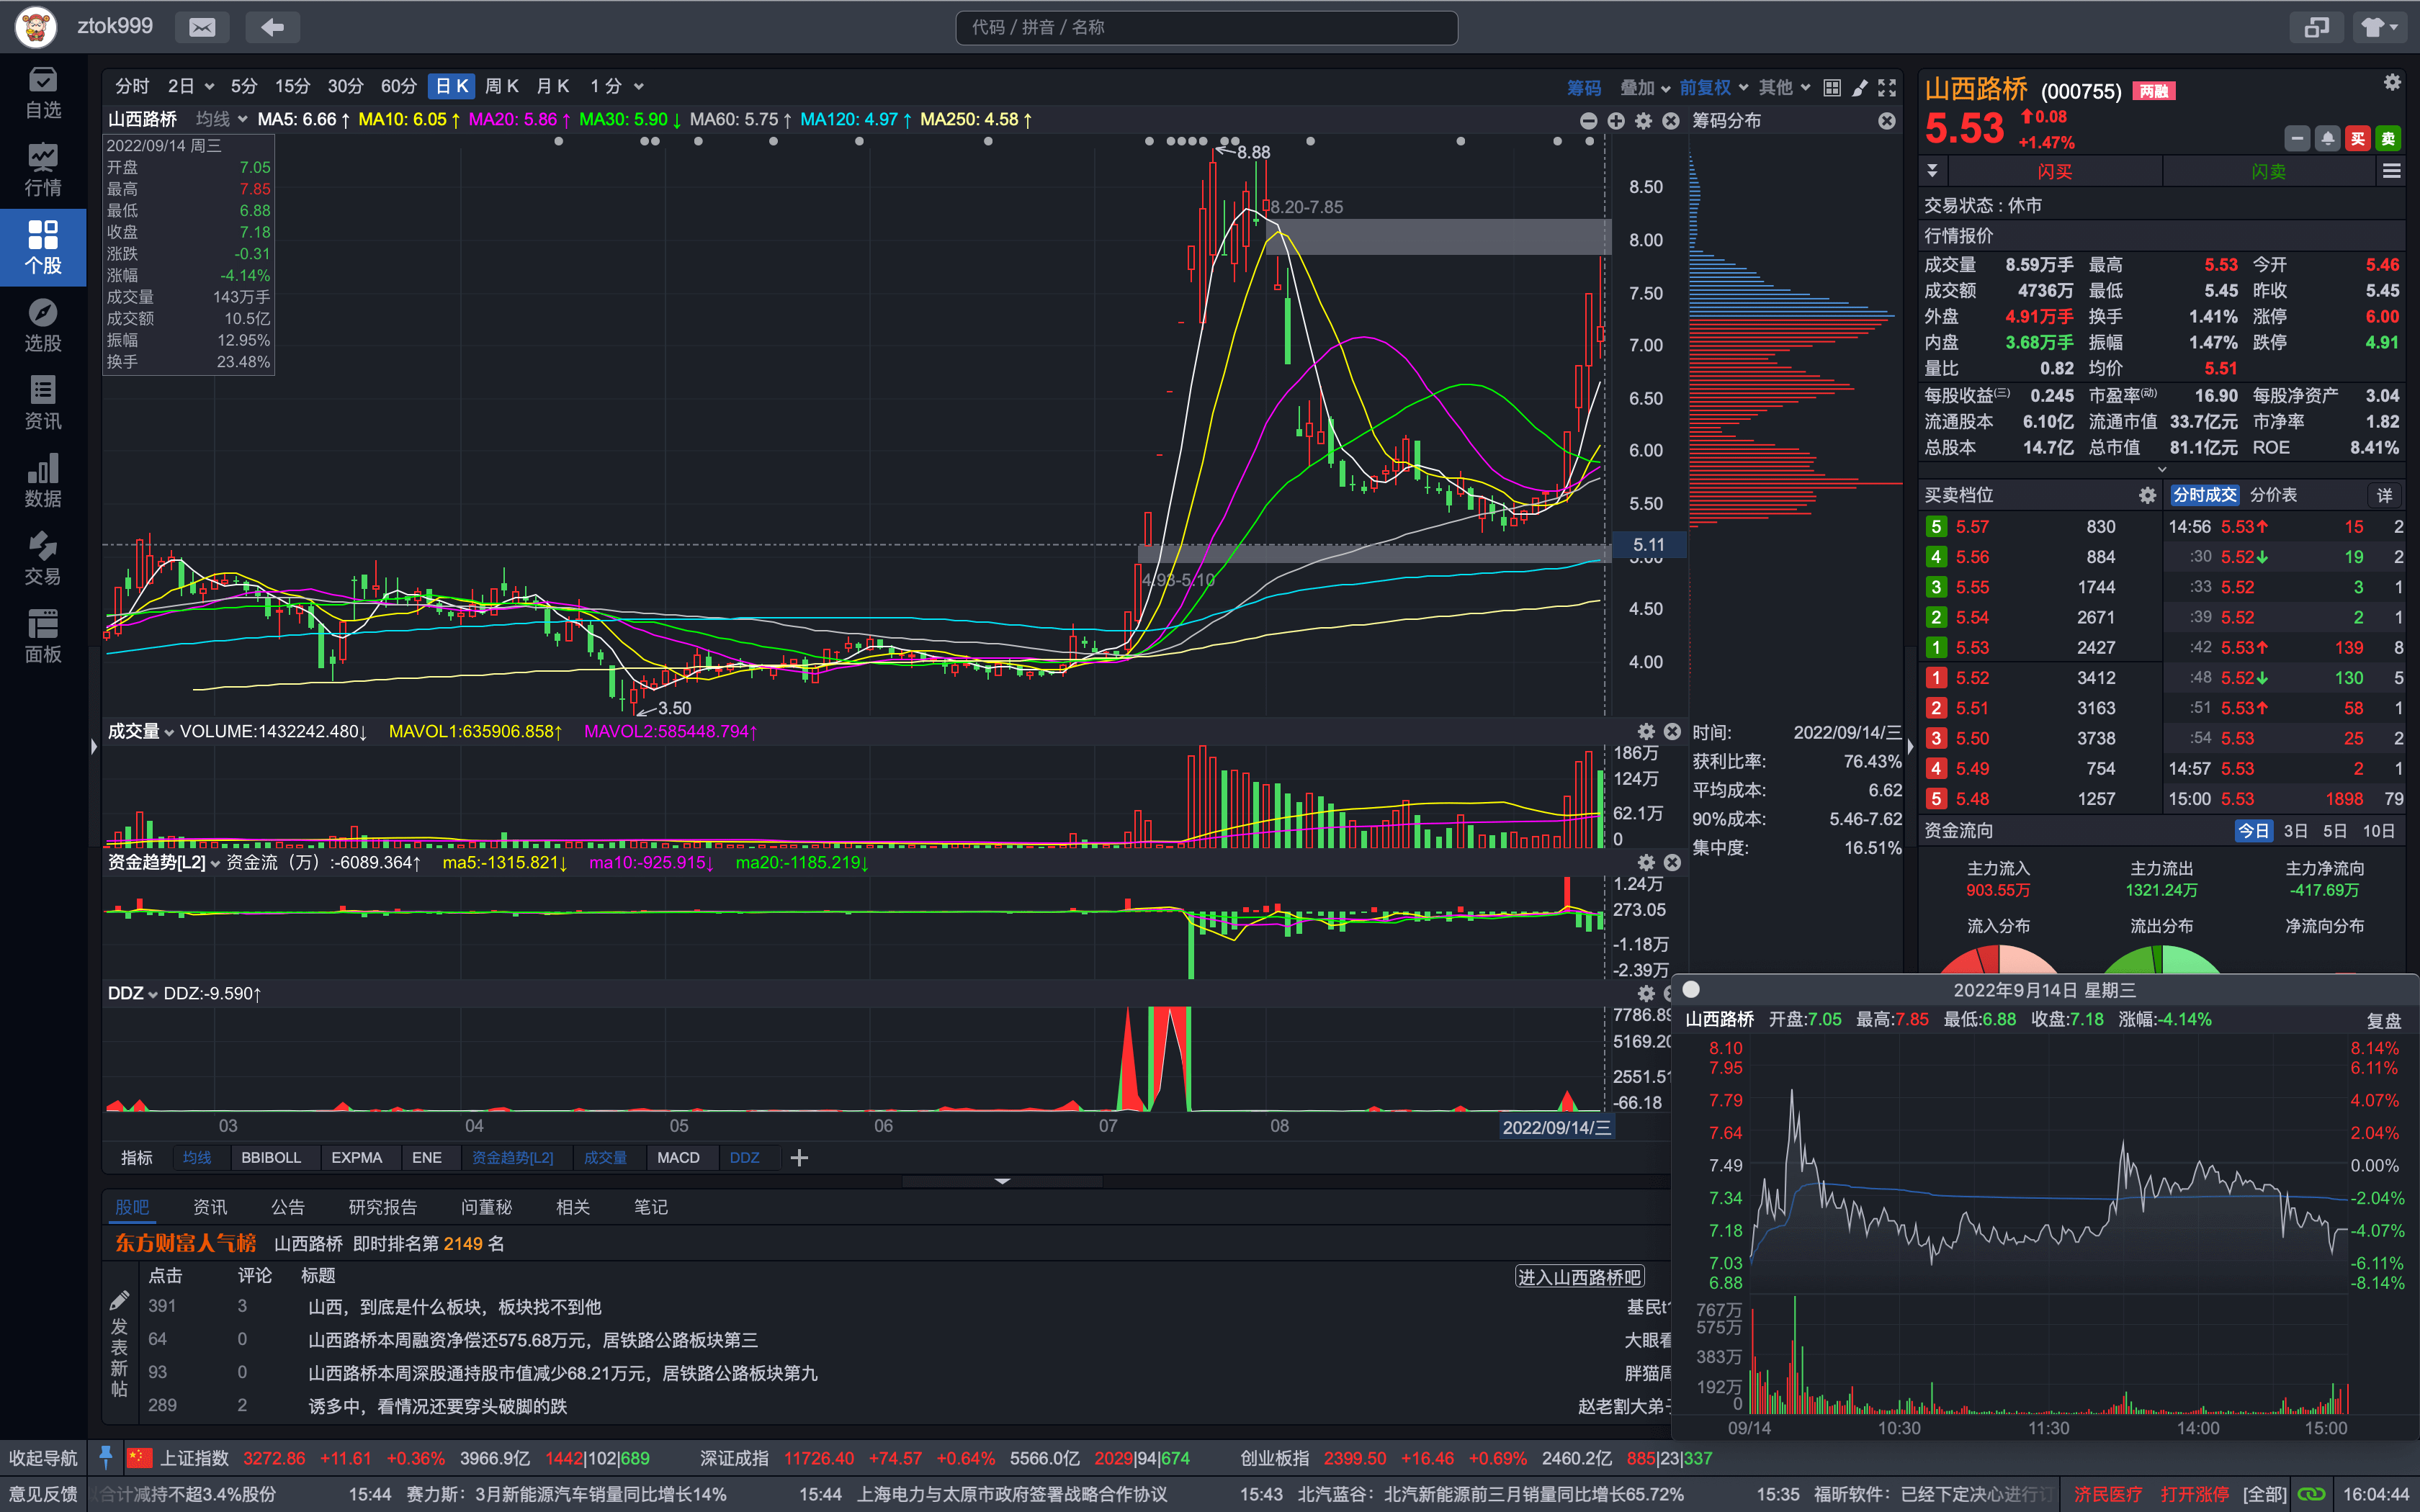 ztok999
代码 / 拼音 / 名称
自选
行情
个股
选股
资讯
数据
交易
面板
分时 2日 5分 15分 30分 60分 日K 周K 月K 1分 筹码 叠加 前复权 其他
山西路桥 均线 MA5: 6.66↑ MA10: 6.05↑ MA20: 5.86↑ MA30: 5.90↓ MA60: 5.75↑ MA120: 4.97↑ MA250: 4.58↑
筹码分布
2022/09/14 周三
开盘 7.05
最高 7.85
最低 6.88
收盘 7.18
涨跌 -0.31
涨幅 -4.14%
成交量 143万手
成交额 10.5亿
振幅 12.95%
换手 23.48%
8.88
8.20-7.85
4.93-5.10
3.50
8.50
8.00
7.50
7.00
6.50
6.00
5.50
5.11
5.00
4.50
4.00
成交量 VOLUME:1432242.480↓ MAVOL1:635906.858↑ MAVOL2:585448.794↑
186万
124万
62.1万
0
资金趋势[L2] 资金流（万）:-6089.364↑ ma5:-1315.821↓ ma10:-925.915↓ ma20:-1185.219↓
1.24万
273.05
-1.18万
-2.39万
DDZ DDZ:-9.590↑
7786.89
5169.20
2551.51
-66.18
03 04 05 06 07 08 2022/09/14/三
指标 均线 BBIBOLL EXPMA ENE 资金趋势[L2] 成交量 MACD DDZ
时间: 2022/09/14/三
获利比率: 76.43%
平均成本: 6.62
90%成本: 5.46-7.62
集中度: 16.51%
股吧 资讯 公告 研究报告 问董秘 相关 笔记
东方财富人气榜 山西路桥 即时排名第 2149 名
点击 评论 标题 进入山西路桥吧
发表新帖
391 3 山西，到底是什么板块，板块找不到他 基民
64 0 山西路桥本周融资净偿还575.68万元，居铁路公路板块第三 大眼看
93 0 山西路桥本周深股通持股市值减少68.21万元，居铁路公路板块第九 胖猫周
289 2 诱多中，看情况还要穿头破脚的跌 赵老割大弟子
山西路桥 (000755) 两融
5.53 0.08
+1.47%
买 卖
闪买 闪卖
交易状态 : 休市
行情报价
成交量 8.59万手 最高 5.53 今开 5.46
成交额 4736万 最低 5.45 昨收 5.45
外盘 4.91万手 换手 1.41% 涨停 6.00
内盘 3.68万手 振幅 1.47% 跌停 4.91
量比 0.82 均价 5.51
每股收益(三) 0.245 市盈率(动) 16.90 每股净资产 3.04
流通股本 6.10亿 流通市值 33.7亿元 市净率 1.82
总股本 14.7亿 总市值 81.1亿元 ROE 8.41%
买卖档位 分时成交 分价表 详
5 5.57 830 14:56 5.53↑ 15 2
4 5.56 884 :30 5.52↓ 19 2
3 5.55 1744 :33 5.52 3 1
2 5.54 2671 :39 5.52 2 1
1 5.53 2427 :42 5.53↑ 139 8
1 5.52 3412 :48 5.52↓ 130 5
2 5.51 3163 :51 5.53↑ 58 1
3 5.50 3738 :54 5.53 25 2
4 5.49 754 14:57 5.53 2 1
5 5.48 1257 15:00 5.53 1898 79
资金流向 今日 3日 5日 10日
主力流入 主力流出 主力净流向
903.55万 1321.24万 -417.69万
流入分布 流出分布 净流向分布
2022年9月14日 星期三
山西路桥 开盘:7.05 最高:7.85 最低:6.88 收盘:7.18 涨幅:-4.14% 复盘
8.10 8.14%
7.95 6.11%
7.79 4.07%
7.64 2.04%
7.49 0.00%
7.34 -2.04%
7.18 -4.07%
7.03 -6.11%
6.88 -8.14%
767万
575万
383万
192万
0
09/14 10:30 11:30 14:00 15:00
收起导航 上证指数 3272.86 +11.61 +0.36% 3966.9亿 1442|102|689 深证成指 11726.40 +74.57 +0.64% 5566.0亿 2029|94|674 创业板指 2399.50 +16.46 +0.69% 2460.2亿 885|23|337
意见反馈 合计减持不超3.4%股份 15:44 赛力斯：3月新能源汽车销量同比增长14% 15:44 上海电力与太原市政府签署战略合作协议 15:43 北汽蓝谷：北汽新能源前三月销量同比增长65.72% 15:35 福昕软件：已经下定决心进行订 济民医疗 打开涨停 [全部] 16:04:44